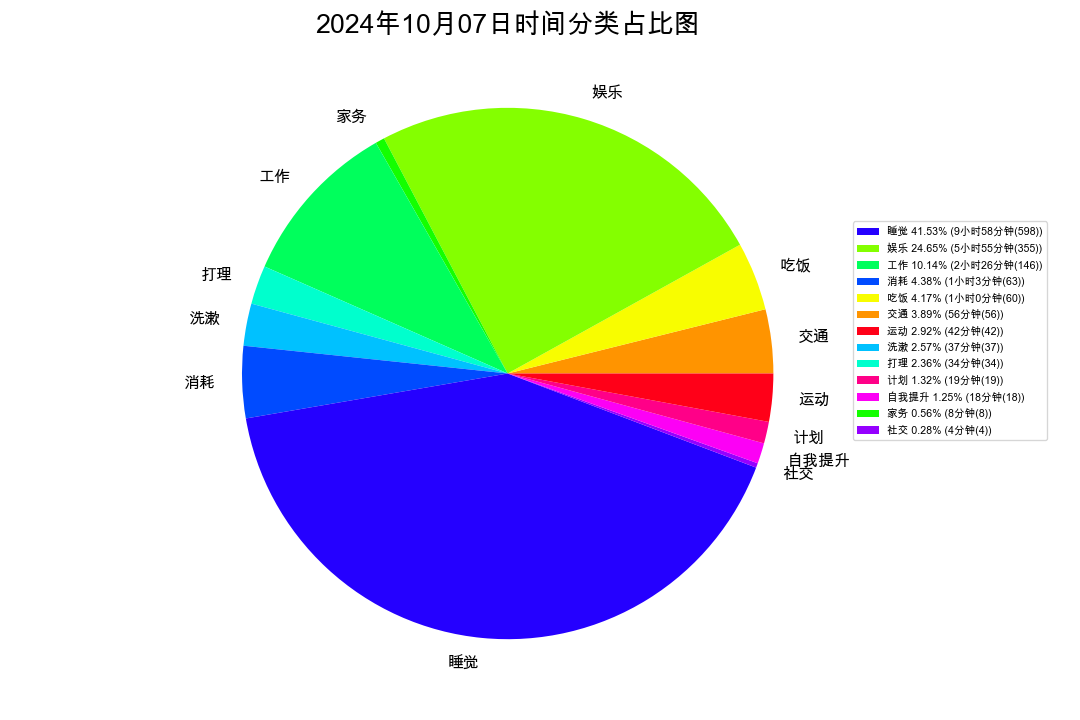 2024年10月07日时间分类占比图
娱乐
家务
工作
打理
洗漱
消耗
睡觉
吃饭
交通
运动
计划
自我提升
社交
睡觉 41.53% (9小时58分钟(598))
娱乐 24.65% (5小时55分钟(355))
工作 10.14% (2小时26分钟(146))
消耗 4.38% (1小时3分钟(63))
吃饭 4.17% (1小时0分钟(60))
交通 3.89% (56分钟(56))
运动 2.92% (42分钟(42))
洗漱 2.57% (37分钟(37))
打理 2.36% (34分钟(34))
计划 1.32% (19分钟(19))
自我提升 1.25% (18分钟(18))
家务 0.56% (8分钟(8))
社交 0.28% (4分钟(4))